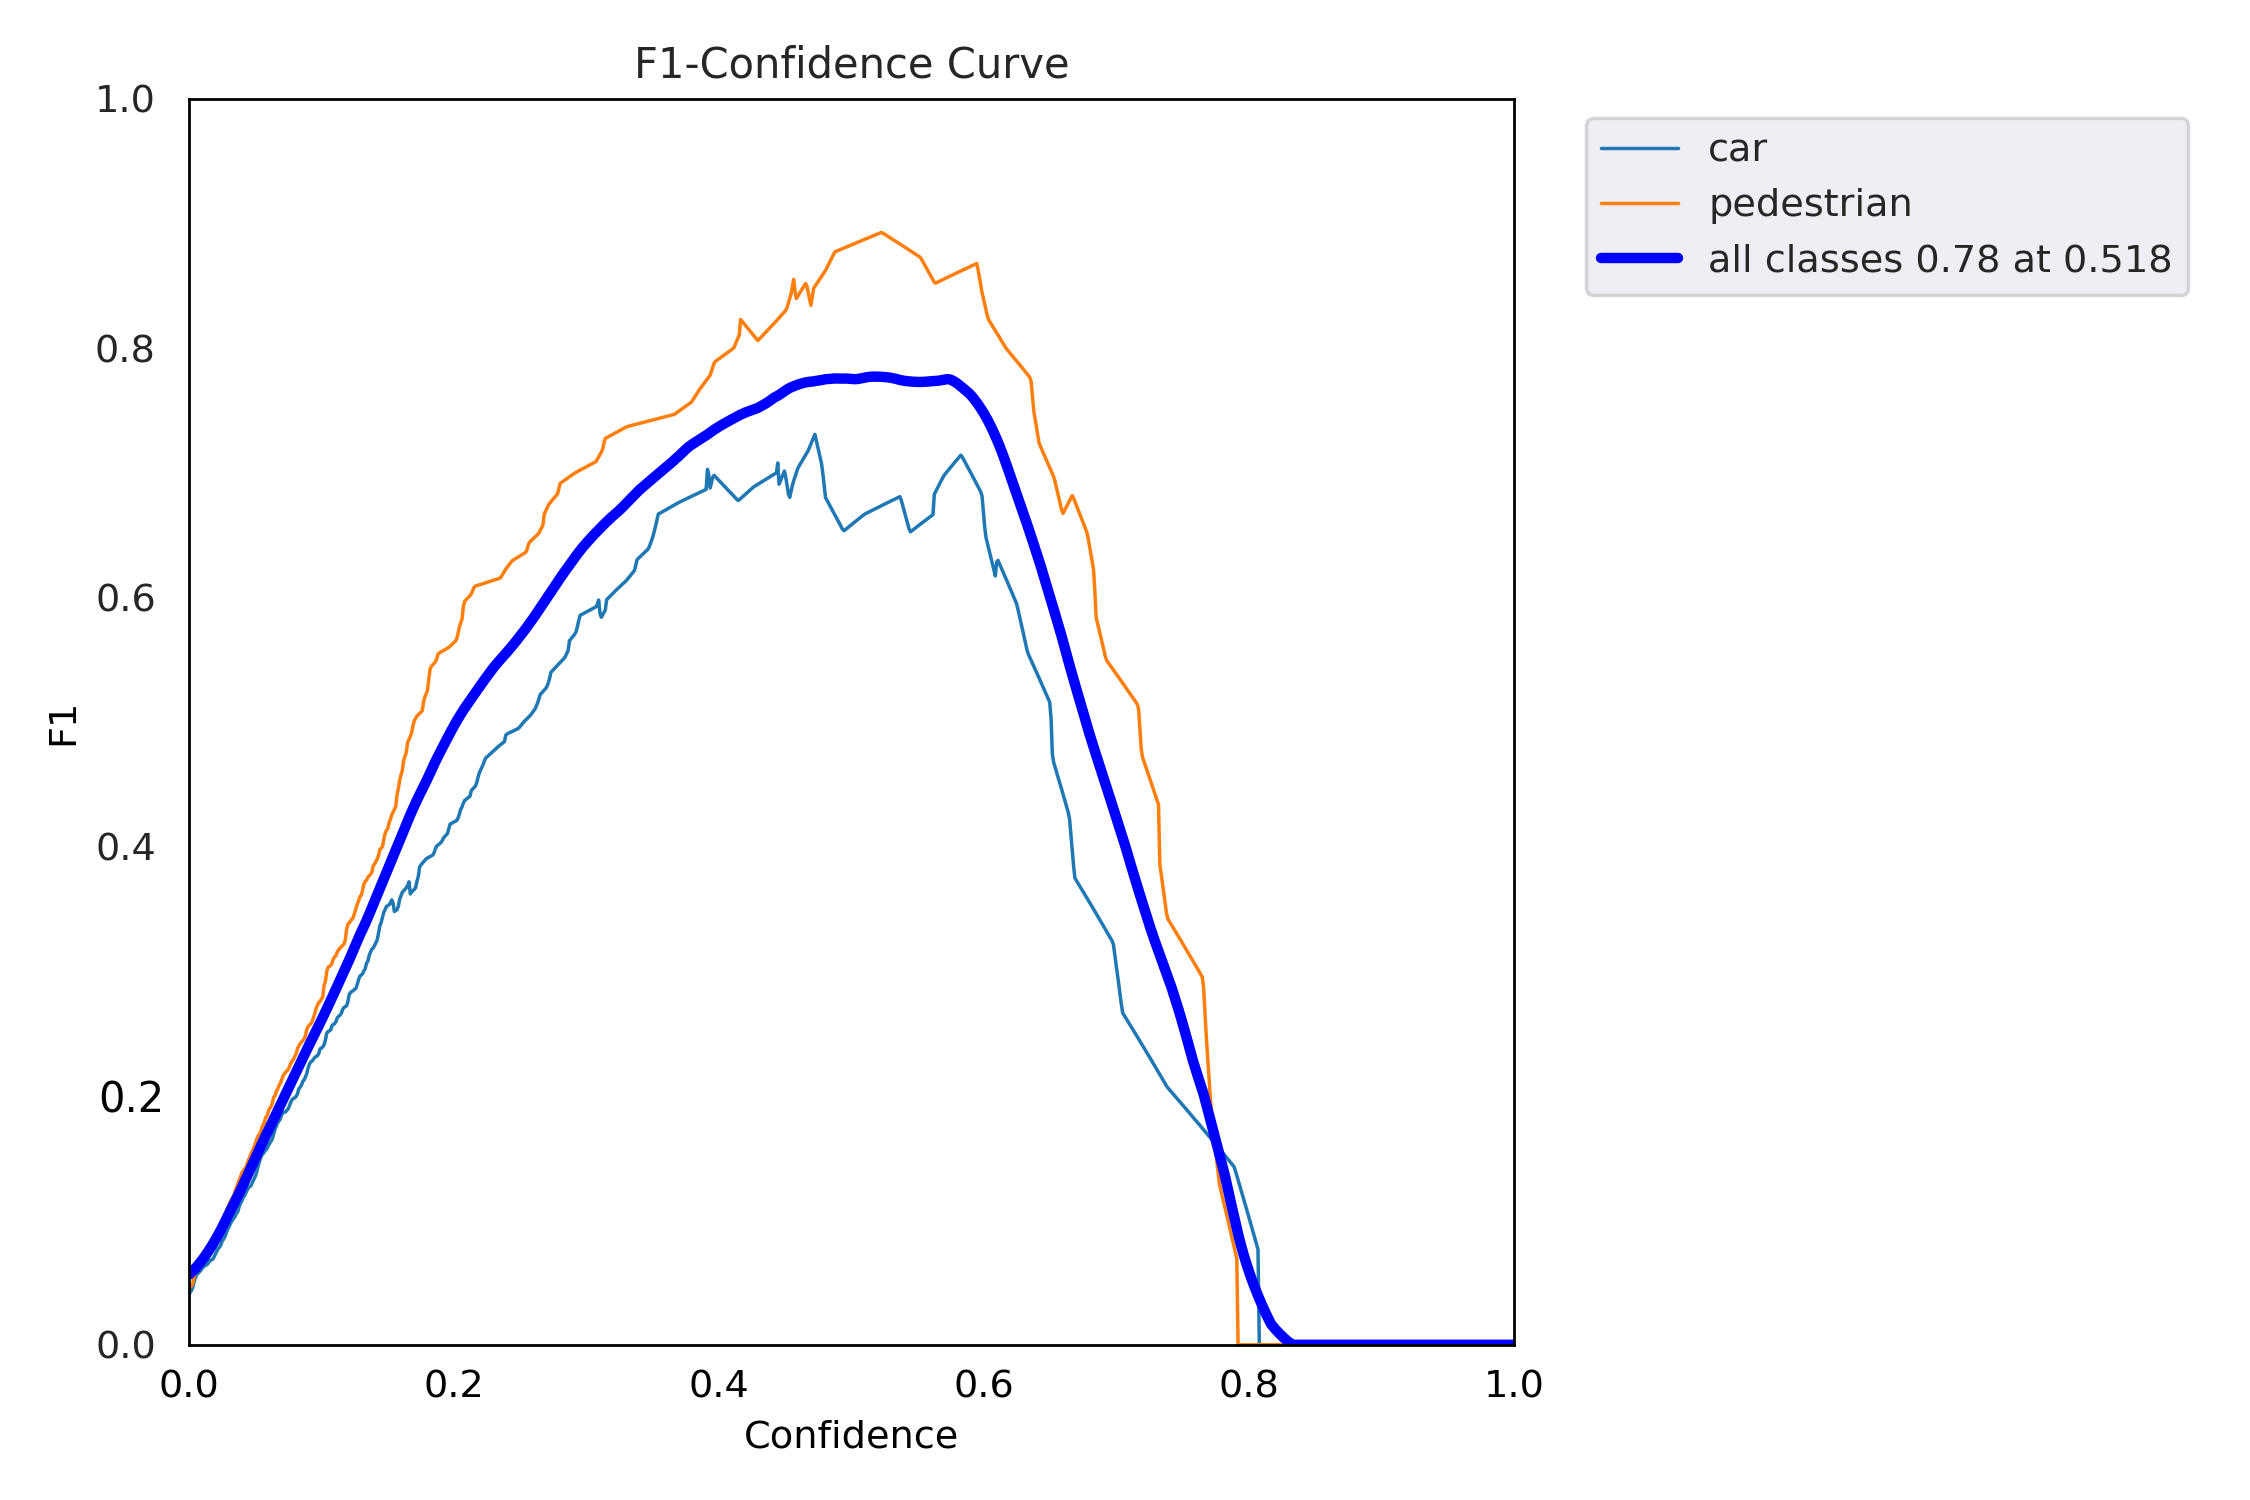 F1-Confidence Curve
1.0
0.8
0.6
0.4
0.2
0.0
F1
0.0 0.2 0.4 0.6 0.8 1.0
Confidence
car
pedestrian
all classes 0.78 at 0.518